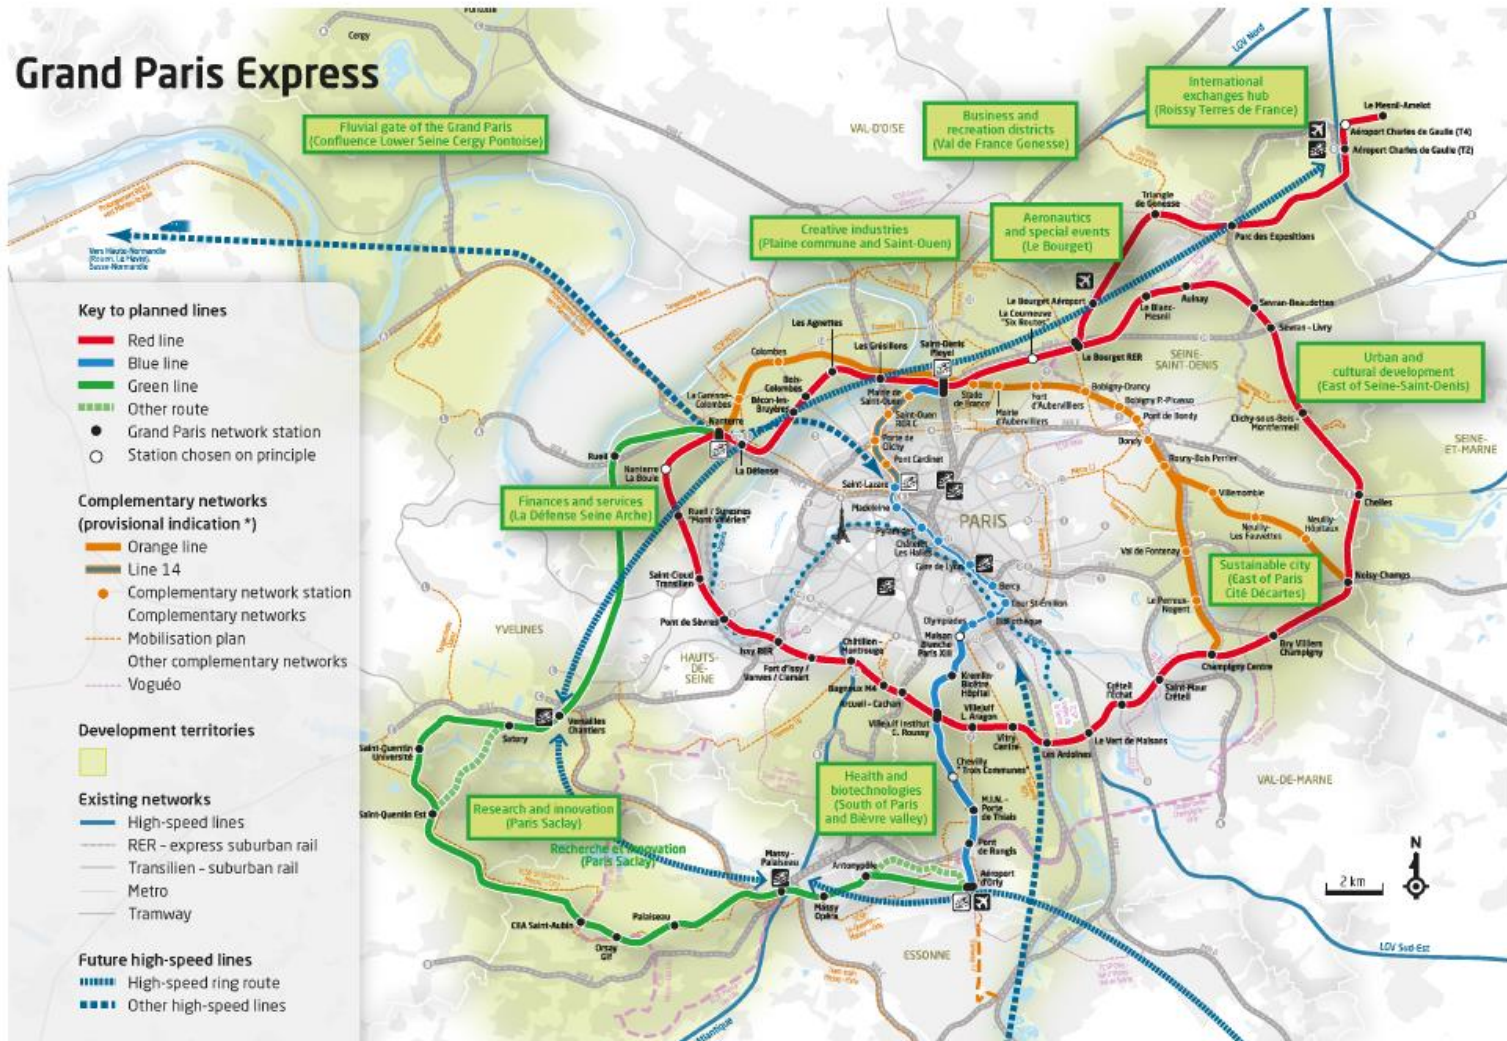 Grand Paris Express
Cergy
Fluvial gate of the Grand Paris
(Confluence Lower Seine Cergy Pontoise)
VAL-D'OISE
Business and
recreation districts
(Val de France Gonesse)
International
exchanges hub
(Roissy Terres de France)
LGV Nord
Le Mesnil-Amelot
Aéroport Charles de Gaulle (T4)
Aéroport Charles de Gaulle (T2)
Triangle
de Gonesse
Parc des Expositions
Creative industries
(Plaine commune and Saint-Ouen)
Aeronautics
and special events
(Le Bourget)
Vers Haute-Normandie
(Rouen, Le Havre),
Basse-Normandie
Key to planned lines
Red line
Blue line
Green line
Other route
Grand Paris network station
Station chosen on principle
Complementary networks
(provisional indication *)
Orange line
Line 14
Complementary network station
Complementary networks
Mobilisation plan
Other complementary networks
Voguéo
Development territories
Existing networks
High-speed lines
RER - express suburban rail
Transilien - suburban rail
Metro
Tramway
Future high-speed lines
High-speed ring route
Other high-speed lines
Le Bourget Aéroport
La Courneuve
"Six Routes"
Le Blanc-
Mesnil
Aulnay
Sevran-Beaudottes
Sevran - Livry
Le Bourget RER
SEINE-
SAINT-DENIS
Urban and
cultural development
(East of Seine-Saint-Denis)
Clichy-sous-Bois -
Montfermeil
SEINE-
ET-MARNE
Chelles
Noisy-Champs
Les Agnettes
Les Grésillons
Saint-Denis
Pleyel
Colombes
Bois-
Colombes
Bécon-les-
Bruyères
La Garenne-
Colombes
Nanterre
La Défense
Rueil
Nanterre
La Boule
Rueil / Suresnes
"Mont-Valérien"
Mairie de
Saint-Ouen
Saint-Ouen
RER C
Porte de
Clichy
Pont Cardinet
Saint-Lazare
Madeleine
Pyramides
Châtelet
Les Halles
Gare de Lyon
Bercy
Cour St-Emilion
Bibliothèque
Olympiades
Maison
Blanche
Paris XIII
PARIS
Stade
de France
Mairie
d'Aubervilliers
Fort
d'Aubervilliers
Bobigny-Drancy
Bobigny P.-Picasso
Pont de Bondy
Bondy
Rosny-Bois Perrier
Villemomble
Neuilly-
Les Fauvettes
Neuilly-
Hôpitaux
Val de Fontenay
Le Perreux-
Nogent
Sustainable city
(East of Paris
Cité Décartes)
Bry Villiers
Champigny
Champigny Centre
Saint-Maur
Créteil
Créteil
l'Echat
Le Vert de Maisons
Les Ardoines
Vitry
Centre
Villejuif
L. Aragon
Villejuif Institut
G. Roussy
Kremlin-
Bicêtre
Hôpital
Arcueil - Cachan
Bagneux M4
Châtillon -
Montrouge
Fort d'Issy /
Vanves / Clamart
Issy RER
Pont de Sèvres
Saint-Cloud
Transilien
Finances and services
(La Défense Seine Arche)
YVELINES
HAUTS-
DE-
SEINE
Versailles
Chantiers
Satory
Saint-Quentin
Université
Saint-Quentin Est
Research and innovation
(Paris Saclay)
Recherche et innovation
(Paris Saclay)
CEA Saint-Aubin
Orsay
Gif
Palaiseau
Massy -
Palaiseau
Massy
Opéra
Antonypôle
Aéroport
d'Orly
Pont
de Rungis
M.I.N. -
Porte
de Thiais
Chevilly
"Trois Communes"
Health and
biotechnologies
(South of Paris
and Bièvre valley)
VAL-DE-MARNE
ESSONNE
LGV Sud-Est
N
2 km